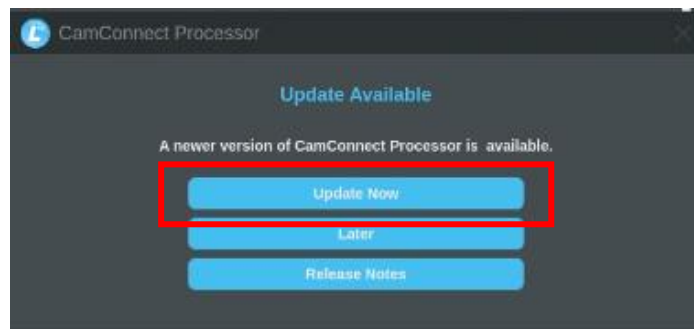 CamConnect Processor
Update Available
A newer version of CamConnect Processor is available.
Update Now
Later
Release Notes